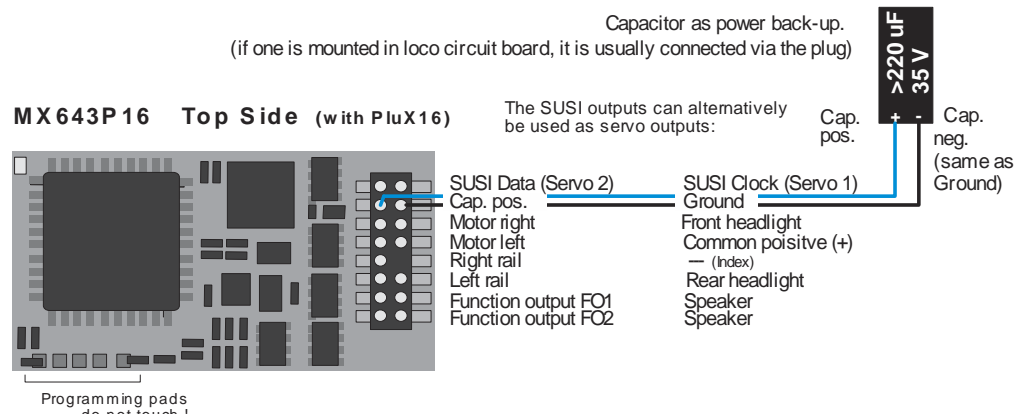 Capacitor as power back-up.
(if one is mounted in loco circuit board, it is usually connected via the plug)
>220 uF
35 V
+ -
MX643P16 Top Side (with PluX16)
The SUSI outputs can alternatively
be used as servo outputs:
Cap.
pos.
Cap.
neg.
(same as
Ground)
SUSI Data (Servo 2) SUSI Clock (Servo 1)
Cap. pos. Ground
Motor right Front headlight
Motor left Common poisitve (+)
Right rail --- (Index)
Left rail Rear headlight
Function output FO1 Speaker
Function output FO2 Speaker
Programming pads
do not touch !